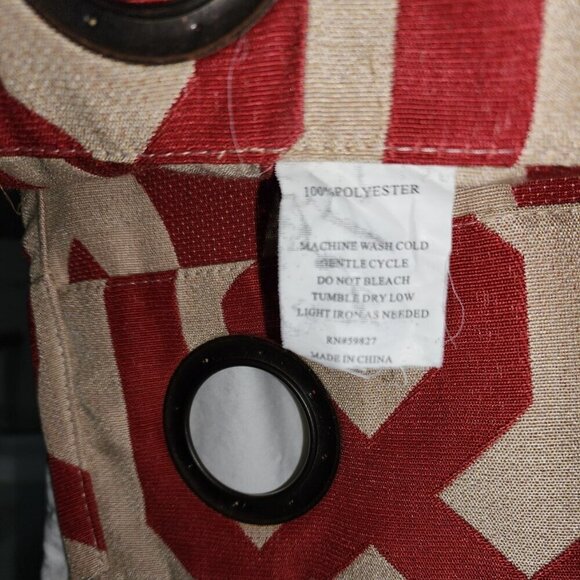 100%POLYESTER
MACHINE WASH COLD
GENTLE CYCLE
DO NOT BLEACH
TUMBLE DRY LOW
LIGHT IRON AS NEEDED
RN#59827
MADE IN CHINA